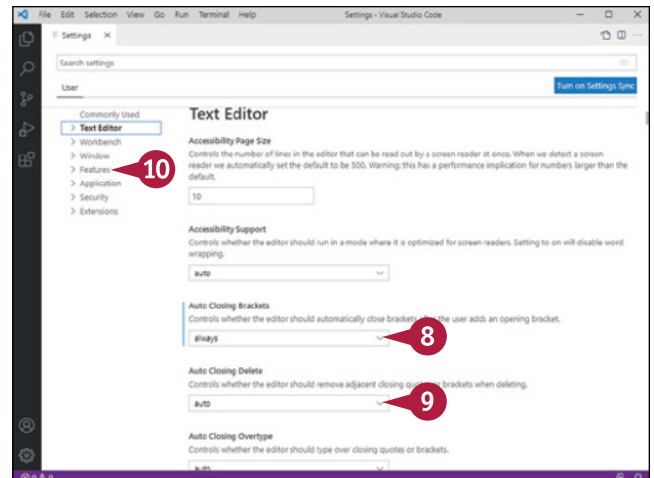 File Edit Selection View Go Run Terminal Help Settings - Visual Studio Code
Settings
Search settings
User
Turn on Settings Sync
Commonly Used
Text Editor
Workbench
Window
Features
Application
Security
Extensions
10
Text Editor
Accessibility Page Size
Controls the number of lines in the editor that can be read out by a screen reader at once. When we detect a screen
reader we automatically set the default to be 500. Warning: this has a performance implication for numbers larger than the
default.
10
Accessibility Support
Controls whether the editor should run in a mode where it is optimized for screen readers. Setting to on will disable word
wrapping.
auto
Auto Closing Brackets
Controls whether the editor should automatically close brackets after the user adds an opening bracket.
always
8
Auto Closing Delete
Controls whether the editor should remove adjacent closing quotes or brackets when deleting.
auto
9
Auto Closing Overtype
Controls whether the editor should type over closing quotes or brackets.
auto